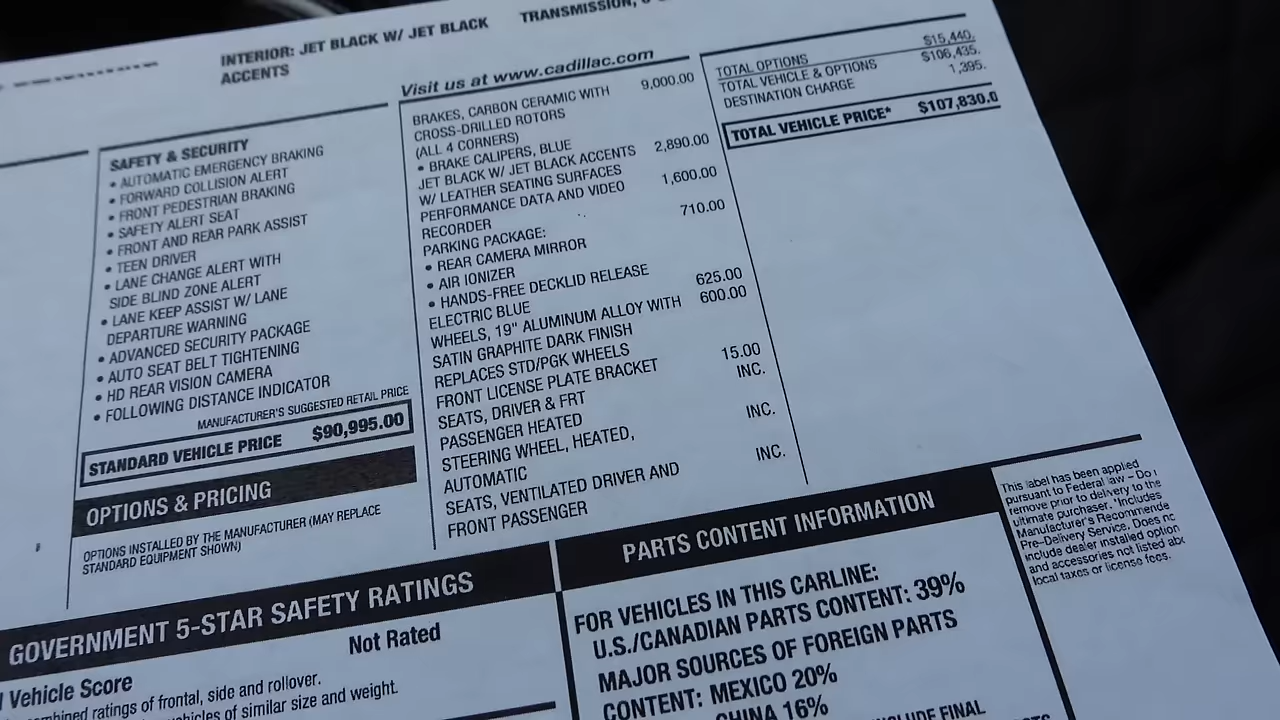 INTERIOR: JET BLACK W/ JET BLACK
ACCENTS
TRANSMISSION,
SAFETY & SECURITY
• AUTOMATIC EMERGENCY BRAKING
• FORWARD COLLISION ALERT
• FRONT PEDESTRIAN BRAKING
• SAFETY ALERT SEAT
• FRONT AND REAR PARK ASSIST
• TEEN DRIVER
• LANE CHANGE ALERT WITH
SIDE BLIND ZONE ALERT
• LANE KEEP ASSIST W/ LANE
DEPARTURE WARNING
• ADVANCED SECURITY PACKAGE
• AUTO SEAT BELT TIGHTENING
• HD REAR VISION CAMERA
• FOLLOWING DISTANCE INDICATOR
MANUFACTURER'S SUGGESTED RETAIL PRICE
STANDARD VEHICLE PRICE $90,995.00
OPTIONS & PRICING
OPTIONS INSTALLED BY THE MANUFACTURER (MAY REPLACE
STANDARD EQUIPMENT SHOWN)
Visit us at www.cadillac.com
BRAKES, CARBON CERAMIC WITH 9,000.00
CROSS-DRILLED ROTORS
(ALL 4 CORNERS)
• BRAKE CALIPERS, BLUE
JET BLACK W/ JET BLACK ACCENTS 2,890.00
W/ LEATHER SEATING SURFACES
PERFORMANCE DATA AND VIDEO 1,600.00
RECORDER
PARKING PACKAGE: 710.00
• REAR CAMERA MIRROR
• AIR IONIZER
• HANDS-FREE DECKLID RELEASE
ELECTRIC BLUE 625.00
WHEELS, 19" ALUMINUM ALLOY WITH 600.00
SATIN GRAPHITE DARK FINISH
REPLACES STD/PGK WHEELS
FRONT LICENSE PLATE BRACKET 15.00
SEATS, DRIVER & FRT INC.
PASSENGER HEATED
STEERING WHEEL, HEATED, INC.
AUTOMATIC
SEATS, VENTILATED DRIVER AND INC.
FRONT PASSENGER
TOTAL OPTIONS $15,440.
TOTAL VEHICLE & OPTIONS $106,435.
DESTINATION CHARGE 1,395.
TOTAL VEHICLE PRICE* $107,830.0
GOVERNMENT 5-STAR SAFETY RATINGS
Not Rated
Vehicle Score
ratings of frontal, side and rollover.
vehicles of similar size and weight.
PARTS CONTENT INFORMATION
FOR VEHICLES IN THIS CARLINE:
U.S./CANADIAN PARTS CONTENT: 39%
MAJOR SOURCES OF FOREIGN PARTS
CONTENT: MEXICO 20%
CHINA 16%
FINAL
This label has been applied
pursuant to Federal law – Do
remove prior to delivery to the
ultimate purchaser. *Includes
Manufacturer's Recommende
Pre-Delivery Service. Does
include dealer installed option
and accessories not listed
local taxes or license fees.